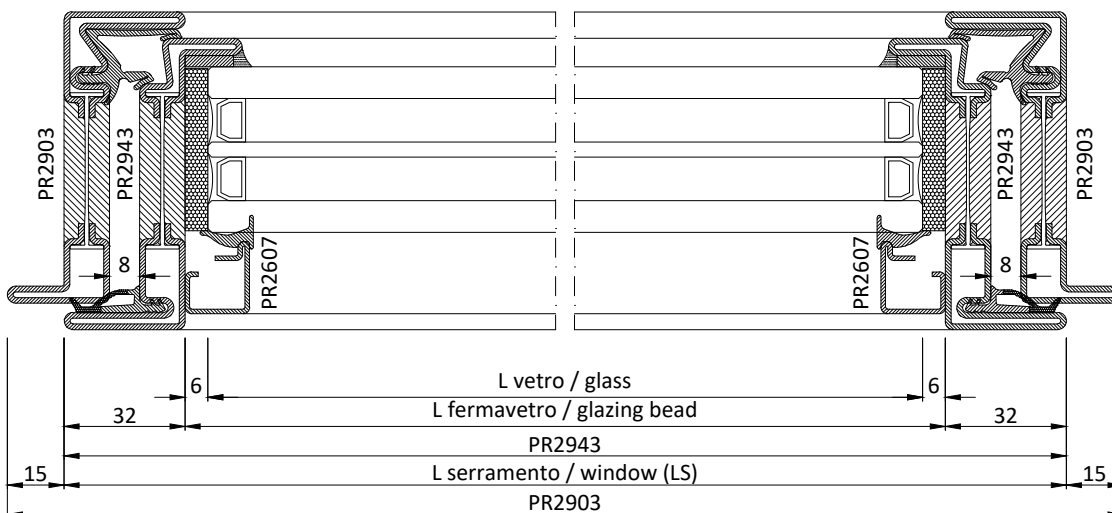 PR2903
PR2943
PR2607
PR2607
PR2943
PR2903
8
8
6
L vetro / glass
6
32
L fermavetro / glazing bead
32
PR2943
15
L serramento / window (LS)
15
PR2903